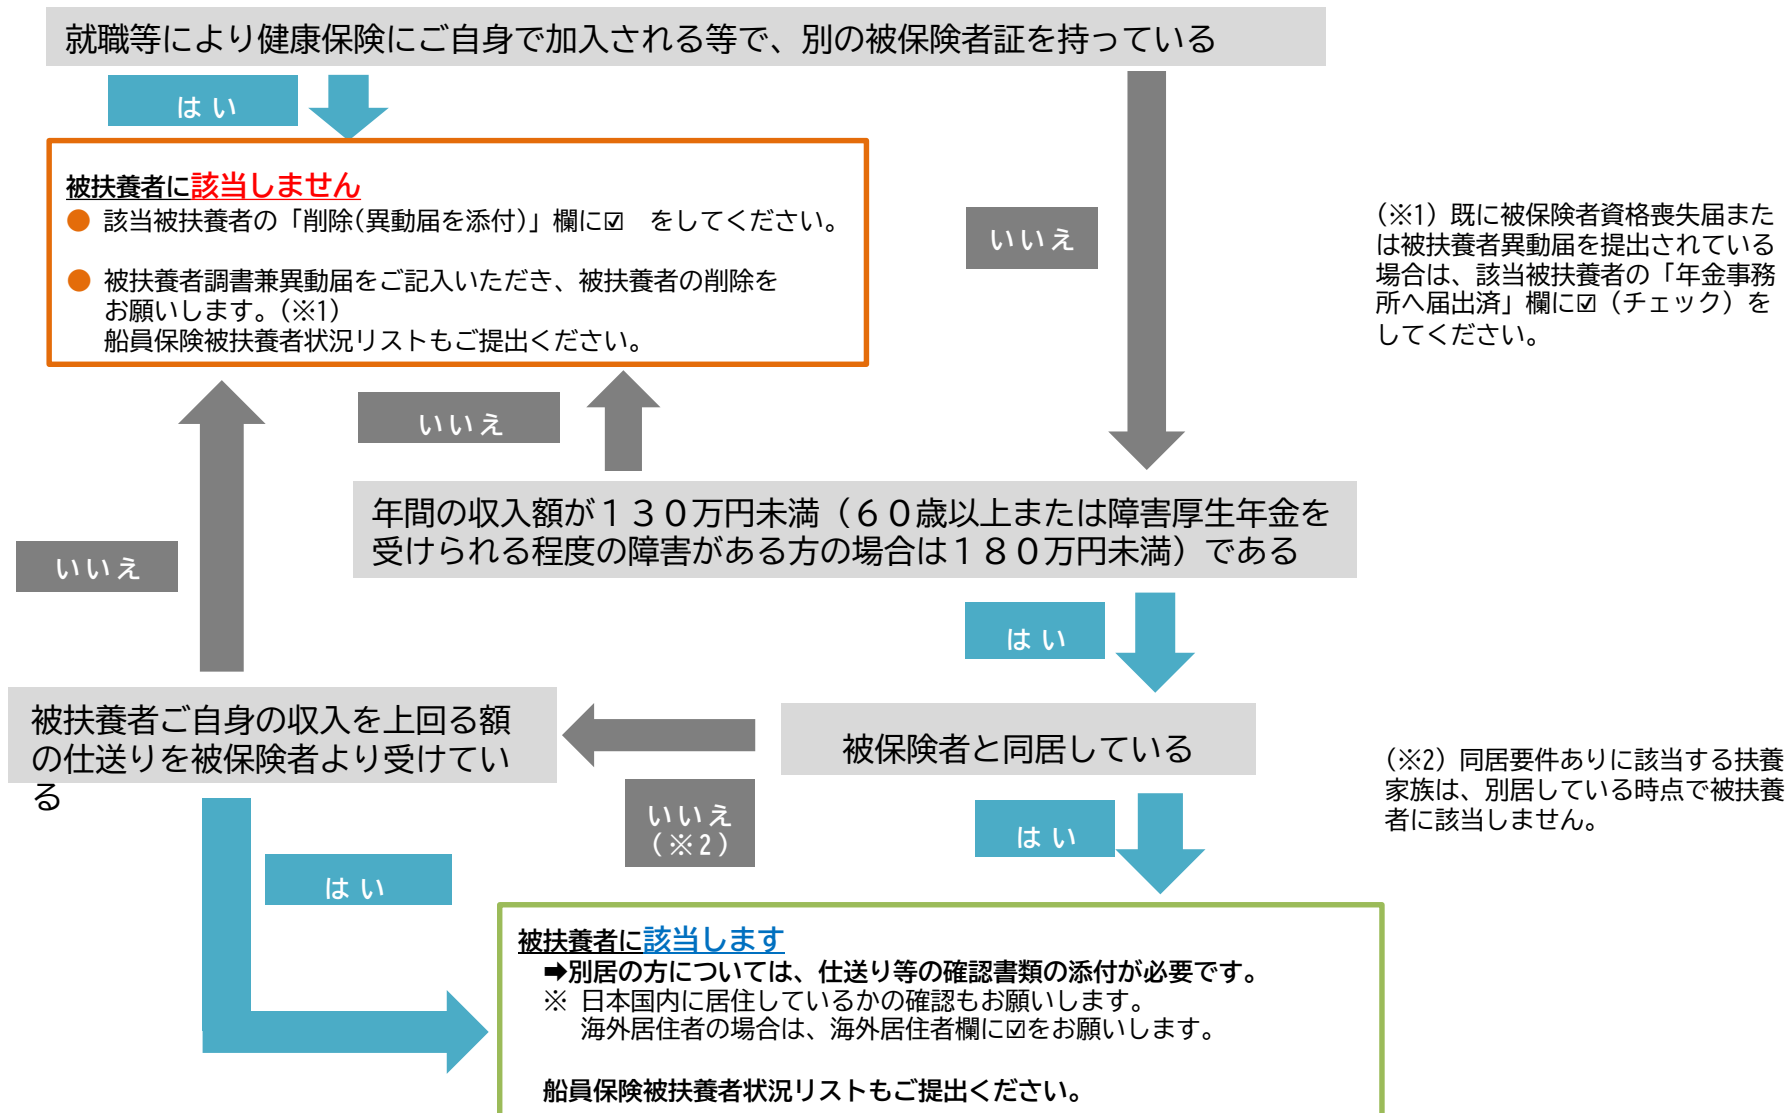 就職等により健康保険にご自身で加入される等で、別の被保険者証を持っている
はい
被扶養者に該当しません
● 該当被扶養者の「削除(異動届を添付)」欄に☑ をしてください。
● 被扶養者調書兼異動届をご記入いただき、被扶養者の削除を
お願いします。(※1)
船員保険被扶養者状況リストもご提出ください。
いいえ
(※1) 既に被保険者資格喪失届また
は被扶養者異動届を提出されている
場合は、該当被扶養者の「年金事務
所へ届出済」欄に☑（チェック）を
してください。
いいえ
年間の収入額が１３０万円未満（６０歳以上または障害厚生年金を
受けられる程度の障害がある方の場合は１８０万円未満）である
いいえ
はい
被扶養者ご自身の収入を上回る額
の仕送りを被保険者より受けてい
る
被保険者と同居している
いいえ
(※2)
はい
(※2) 同居要件ありに該当する扶養
家族は、別居している時点で被扶養
者に該当しません。
はい
被扶養者に該当します
➡別居の方については、仕送り等の確認書類の添付が必要です。
※ 日本国内に居住しているかの確認もお願いします。
海外居住者の場合は、海外居住者欄に☑をお願いします。
船員保険被扶養者状況リストもご提出ください。